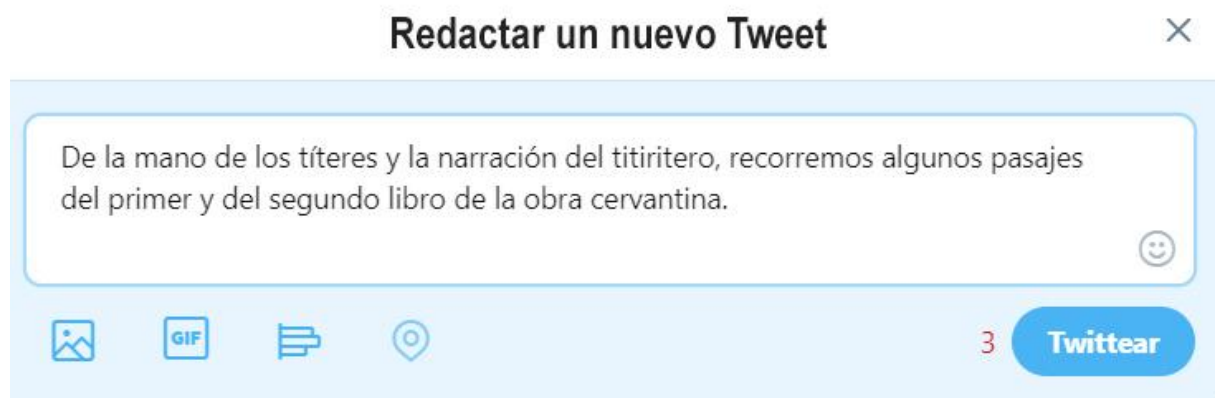 Redactar un nuevo Tweet
De la mano de los títeres y la narración del titiritero, recorremos algunos pasajes
del primer y del segundo libro de la obra cervantina.
GIF
3
Twittear